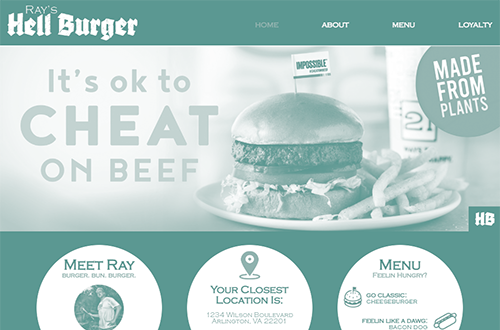 RAY'S
Hell Burger
HOME ABOUT MENU LOYALTY
It's ok to
CHEAT
ON BEEF
IMPOSSIBLE
MADE
FROM
PLANTS
HB
MEET RAY
BURGER. BUN. BURGER.
YOUR CLOSEST
LOCATION IS:
1234 WILSON BOULEVARD
ARLINGTON, VA 22201
MENU
FEELIN HUNGRY?
GO CLASSIC:
CHEESEBURGER
FEELIN LIKE A DAWG:
BACON DOG